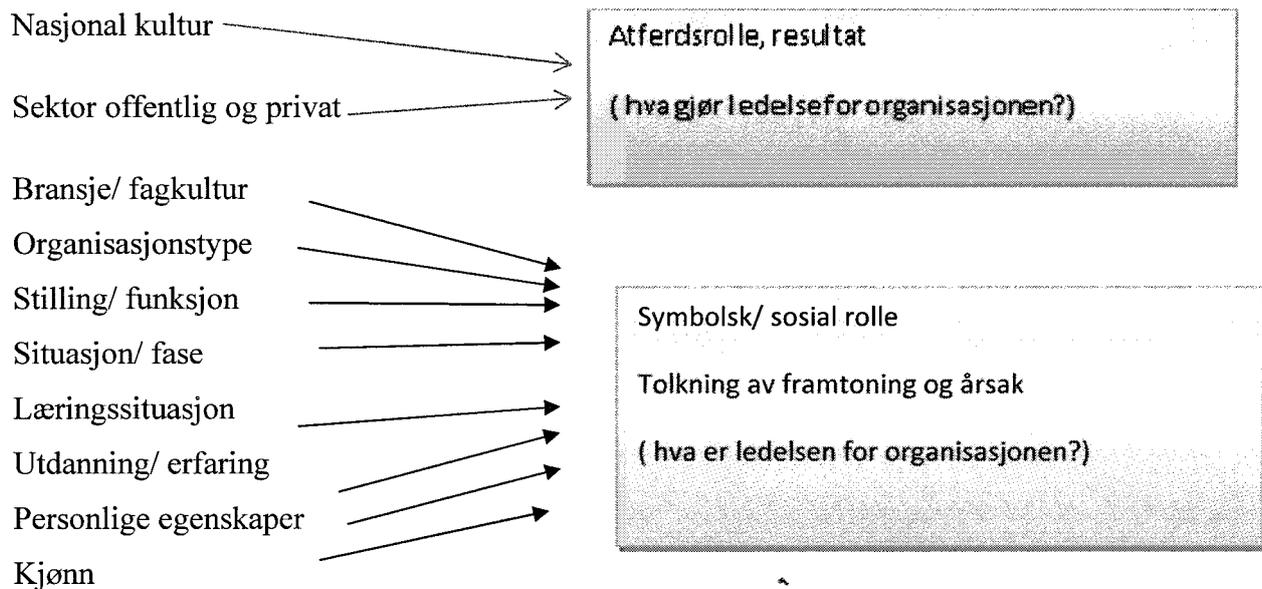 Nasjonal kultur
Sektor offentlig og privat
Bransje/ fagkultur
Organisasjonstype
Stilling/ funksjon
Situasjon/ fase
Læringssituasjon
Utdanning/ erfaring
Personlige egenskaper
Kjønn
Atferdsrolle, resultat
( hva gjør ledelse for organisasjonen?)
Symbolsk/ sosial rolle
Tolkning av framtoning og årsak
( hva er ledelsen for organisasjonen?)